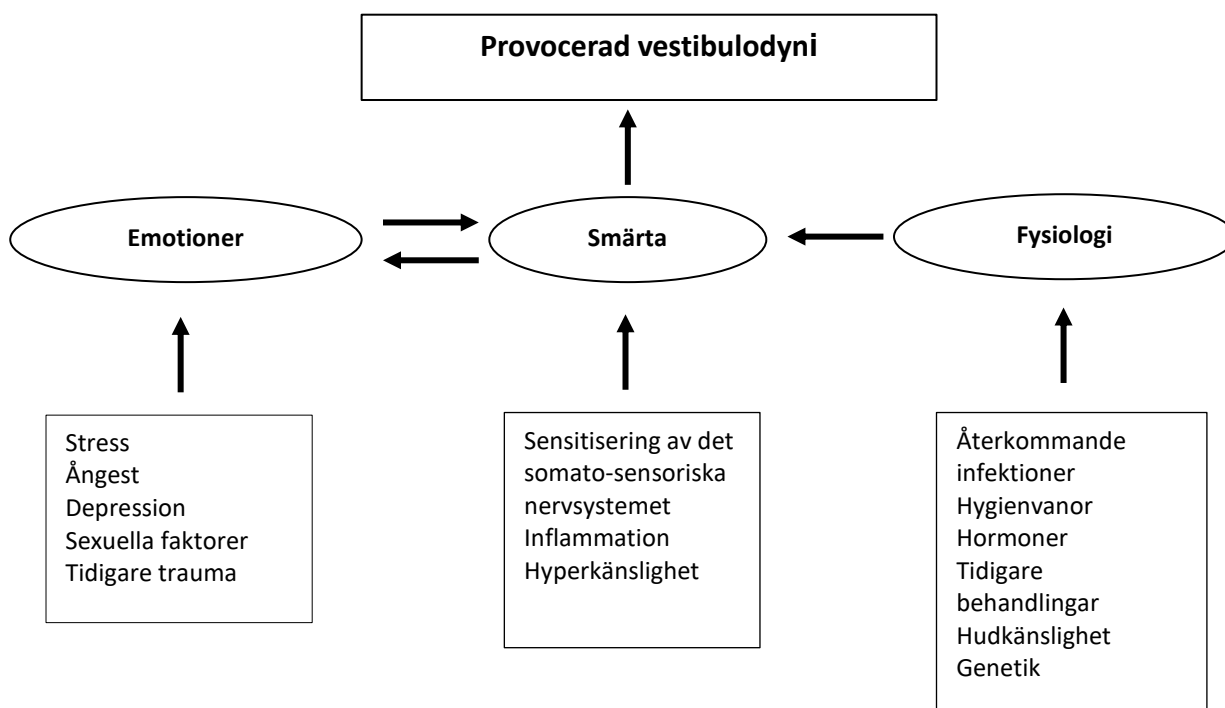 Provocerad vestibulodyni
Emotioner
Smärta
Fysiologi
Stress
Ångest
Depression
Sexuella faktorer
Tidigare trauma
Sensitisering av det
somato-sensoriska
nervsystemet
Inflammation
Hyperkänslighet
Återkommande
infektioner
Hygienvanor
Hormoner
Tidigare
behandlingar
Hudkänslighet
Genetik